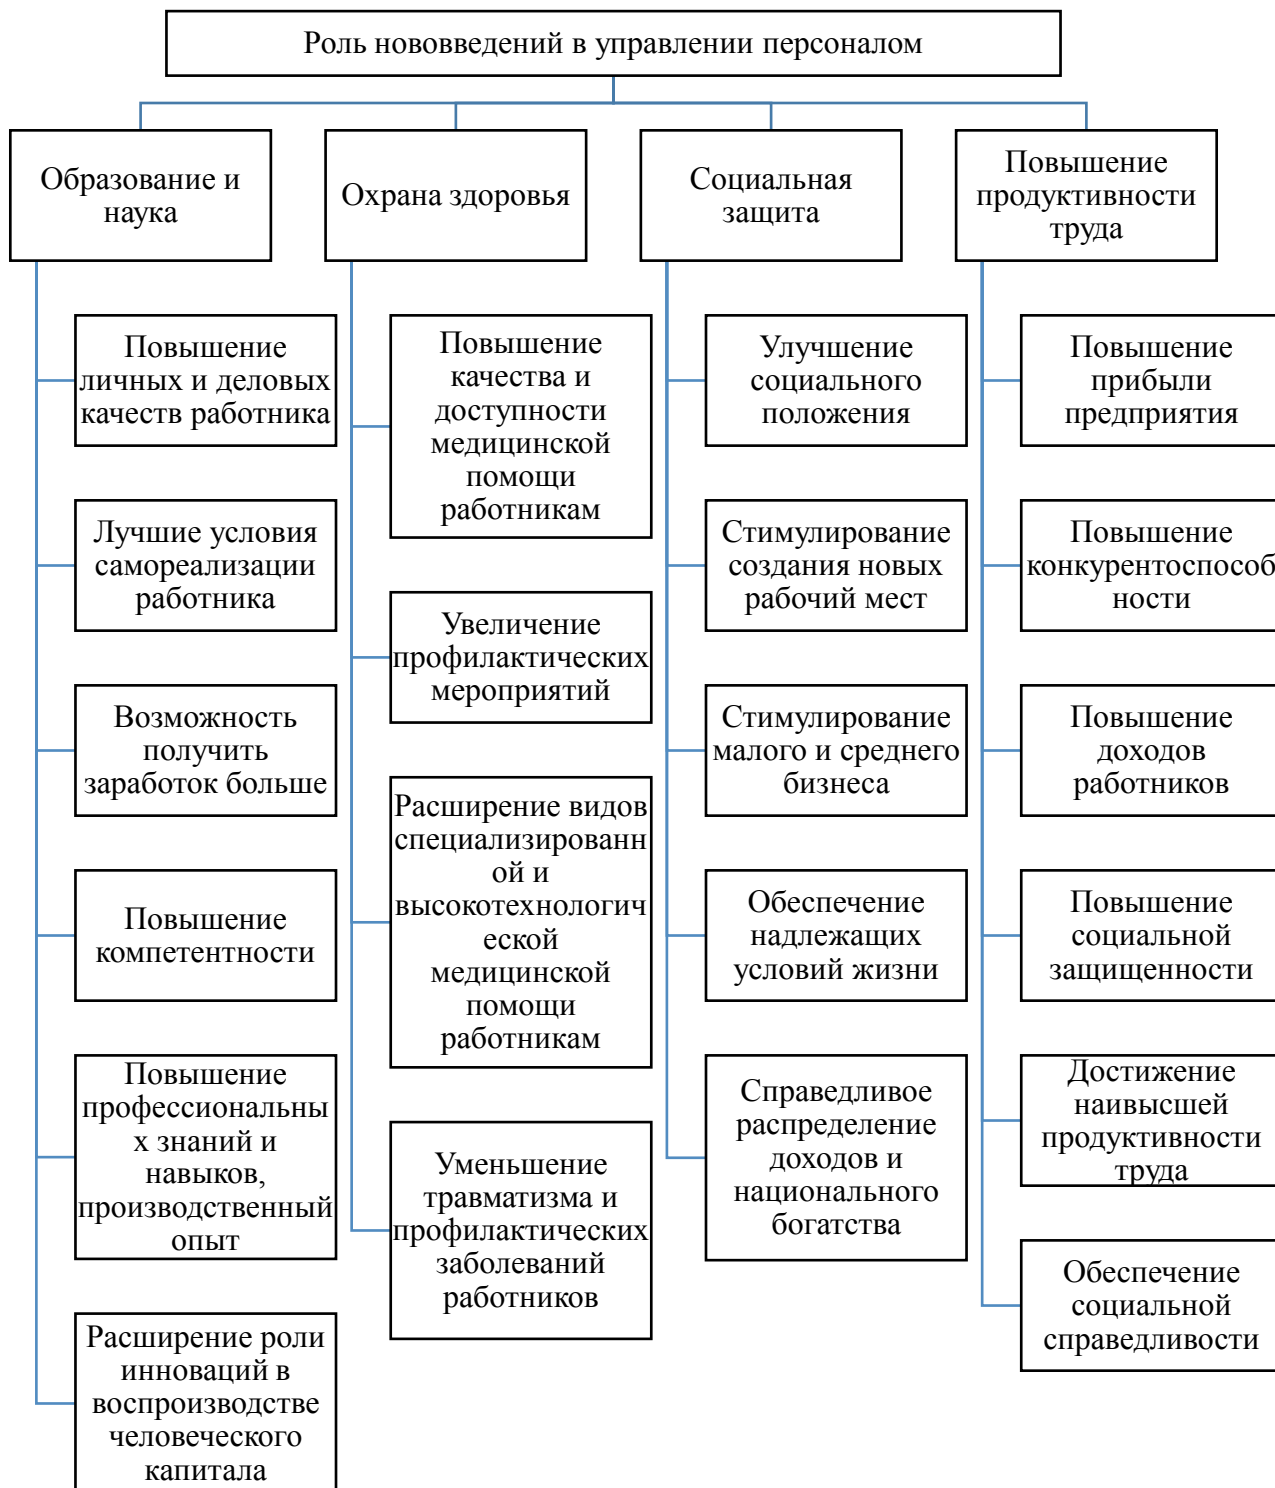 Роль нововведений в управлении персоналом
Образование и
наука
Повышение
личных и деловых
качеств работника
Лучшие условия
самореализации
работника
Возможность
получить
заработок больше
Повышение
компетентности
Повышение
профессиональны
х знаний и
навыков,
производственный
опыт
Расширение роли
инноваций в
воспроизводстве
человеческого
капитала
Охрана здоровья
Повышение
качества и
доступности
медицинской
помощи
работникам
Увеличение
профилактических
мероприятий
Расширение видов
специализированн
ой и
высокотехнологич
еской
медицинской
помощи
работникам
Уменьшение
травматизма и
профилактических
заболеваний
работников
Социальная
защита
Улучшение
социального
положения
Стимулирование
создания новых
рабочий мест
Стимулирование
малого и среднего
бизнеса
Обеспечение
надлежащих
условий жизни
Справедливое
распределение
доходов и
национального
богатства
Повышение
продуктивности
труда
Повышение
прибыли
предприятия
Повышение
конкурентоспособ
ности
Повышение
доходов
работников
Повышение
социальной
защищенности
Достижение
наивысшей
продуктивности
труда
Обеспечение
социальной
справедливости